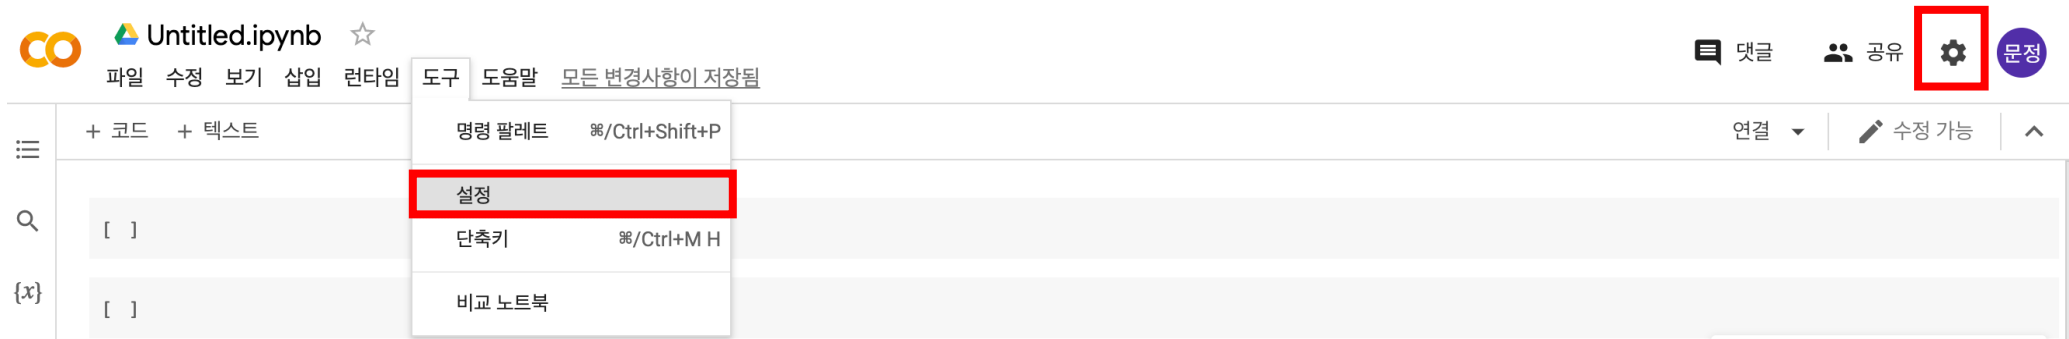 Untitled.ipynb
댓글 공유 문정
파일 수정 보기 삽입 런타임 도구 도움말 모든 변경사항이 저장됨
+ 코드 + 텍스트
연결 수정 가능
명령 팔레트 ⌘/Ctrl+Shift+P
설정
단축키 ⌘/Ctrl+M H
비교 노트북
[ ]
[ ]
{x}